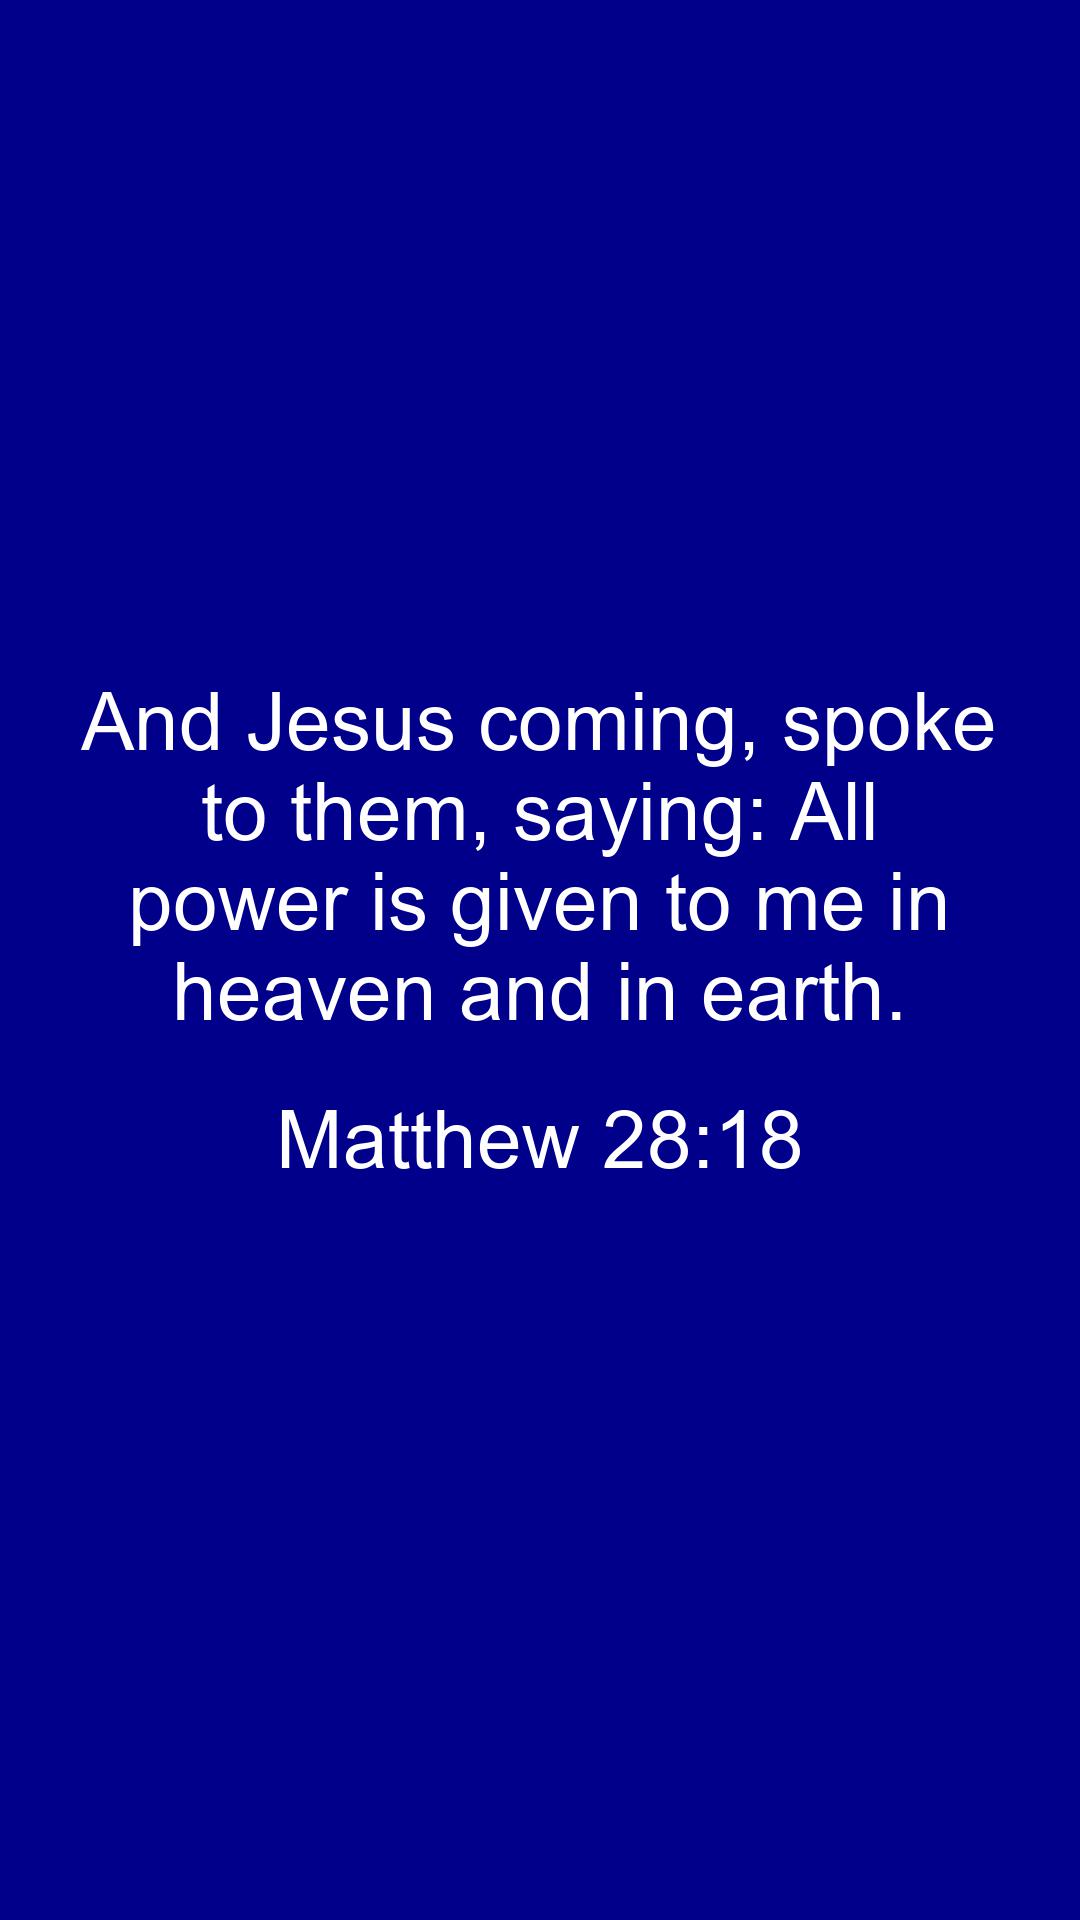 And Jesus coming, spoke
to them, saying: All
power is given to me in
heaven and in earth.
Matthew 28:18